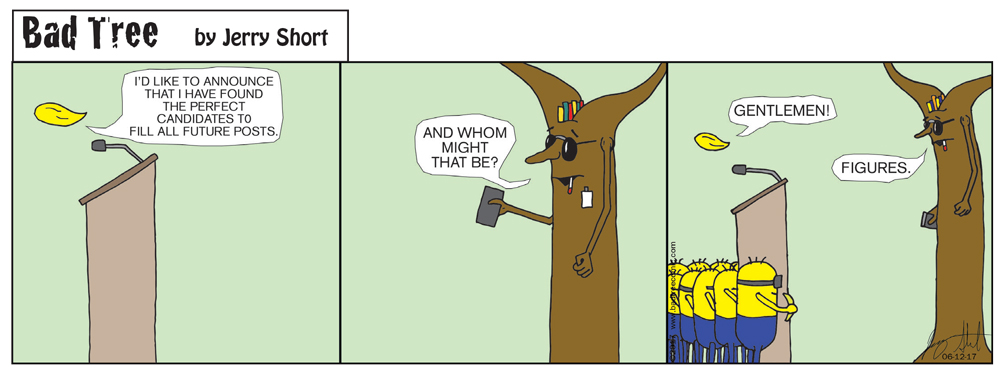 Bad Tree by Jerry Short
I'D LIKE TO ANNOUNCE
THAT I HAVE FOUND
THE PERFECT
CANDIDATES TO
FILL ALL FUTURE POSTS.
AND WHOM
MIGHT
THAT BE?
GENTLEMEN!
FIGURES.
06-12-17